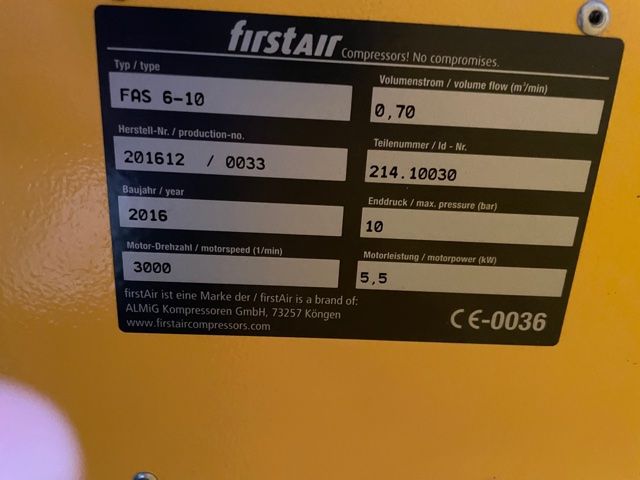 firstAIr Compressors! No compromises.
Typ / type
FAS 6-10
Herstell-Nr. / production-no.
201612 / 0033
Baujahr / year
2016
Motor-Drehzahl / motorspeed (1/min)
3000
Volumenstrom / volume flow (m³/min)
0,70
Teilenummer / Id - Nr.
214.10030
Enddruck / max. pressure (bar)
10
Motorleistung / motorpower (kW)
5,5
firstAir ist eine Marke der / firstAir is a brand of:
ALMiG Kompressoren GmbH, 73257 Köngen
www.firstaircompressors.com
CE-0036